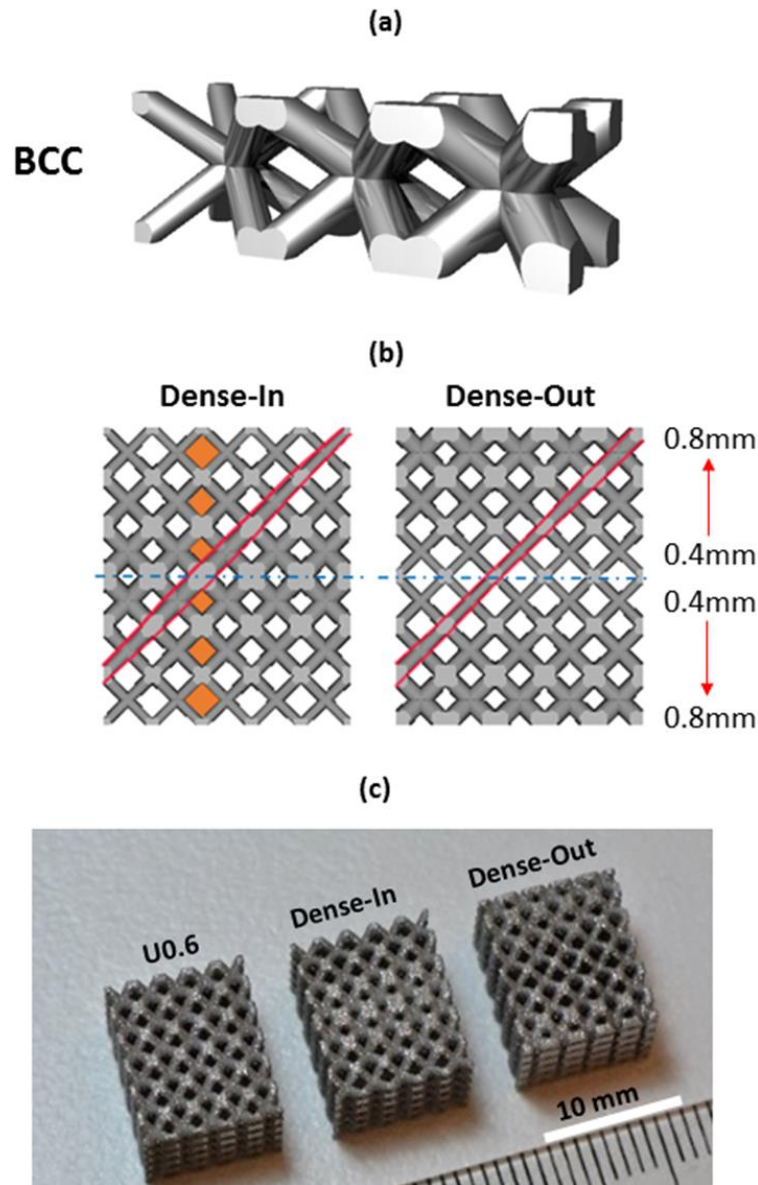 (a)
BCC
(b)
Dense-In
Dense-Out
0.8mm
0.4mm
0.4mm
0.8mm
(c)
U0.6
Dense-In
Dense-Out
10 mm